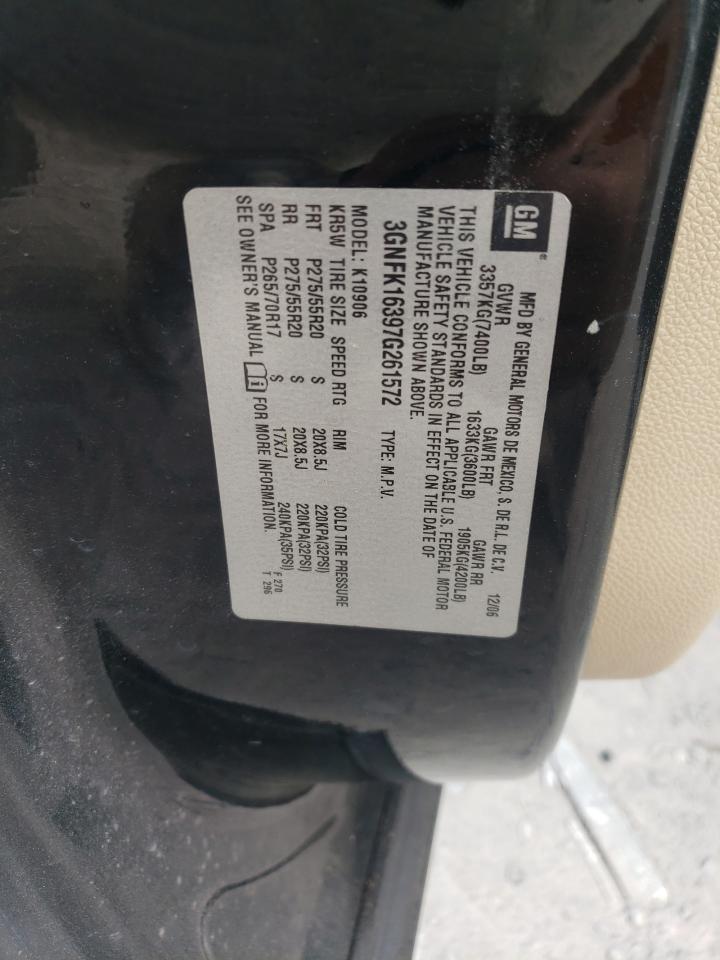 GM
MFD BY GENERAL MOTORS DE MEXICO, S. DE R.L. DE C.V. 12/06
GVWR GAWR FRT GAWR RR
3357KG(7400LB) 1633KG(3600LB) 1905KG(4200LB)
THIS VEHICLE CONFORMS TO ALL APPLICABLE U.S. FEDERAL MOTOR
VEHICLE SAFETY STANDARDS IN EFFECT ON THE DATE OF
MANUFACTURE SHOWN ABOVE.
3GNFK16397G261572 TYPE: M.P.V.
MODEL: K10906
KR5W TIRE SIZE SPEED RTG RIM COLD TIRE PRESSURE
FRT P275/55R20 S 20X8.5J 220KPA(32PSI)
RR P275/55R20 S 20X8.5J 220KPA(32PSI)
SPA P265/70R17 S 17X7J 240KPA(35PSI)
SEE OWNER'S MANUAL i FOR MORE INFORMATION.
F 270
T 296